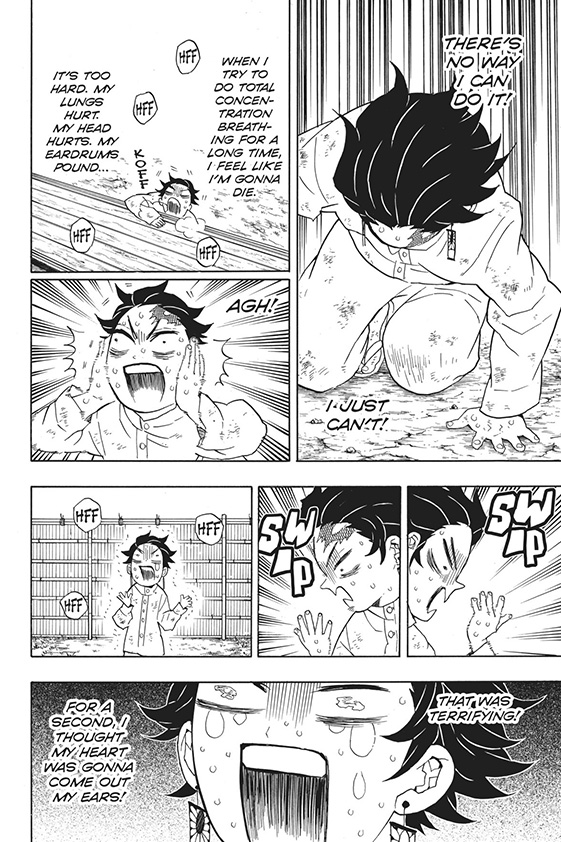 THERE'S
NO WAY
I CAN
DO IT!
I JUST
CAN'T!
WHEN I
TRY TO
DO TOTAL
CONCEN-
TRATION
BREATH-
ING FOR A
LONG TIME,
I FEEL LIKE
I'M GONNA
DIE.
IT'S TOO
HARD. MY
LUNGS
HURT.
MY HEAD
HURTS. MY
EARDRUMS
POUND...
HFF
HFF
KOFF
HFF
HFF
AGH!
SWIP
SWIP
HFF
HFF
HFF
THAT WAS
TERRIFYING!
FOR A
SECOND, I
THOUGHT
MY HEART
WAS GONNA
COME OUT
MY EARS!